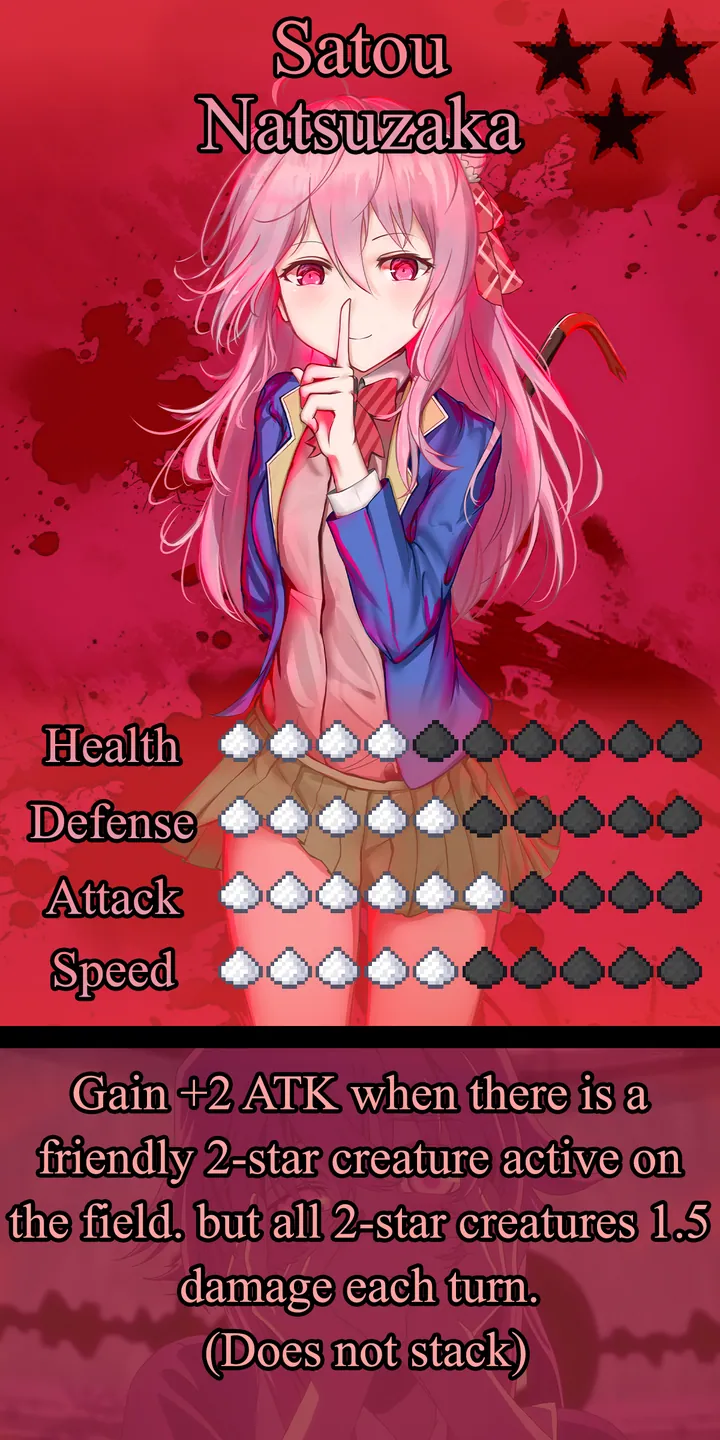 Satou
Natsuzaka
Health
Defense
Attack
Speed
Gain +2 ATK when there is a
friendly 2-star creature active on
the field. but all 2-star creatures 1.5
damage each turn.
(Does not stack)